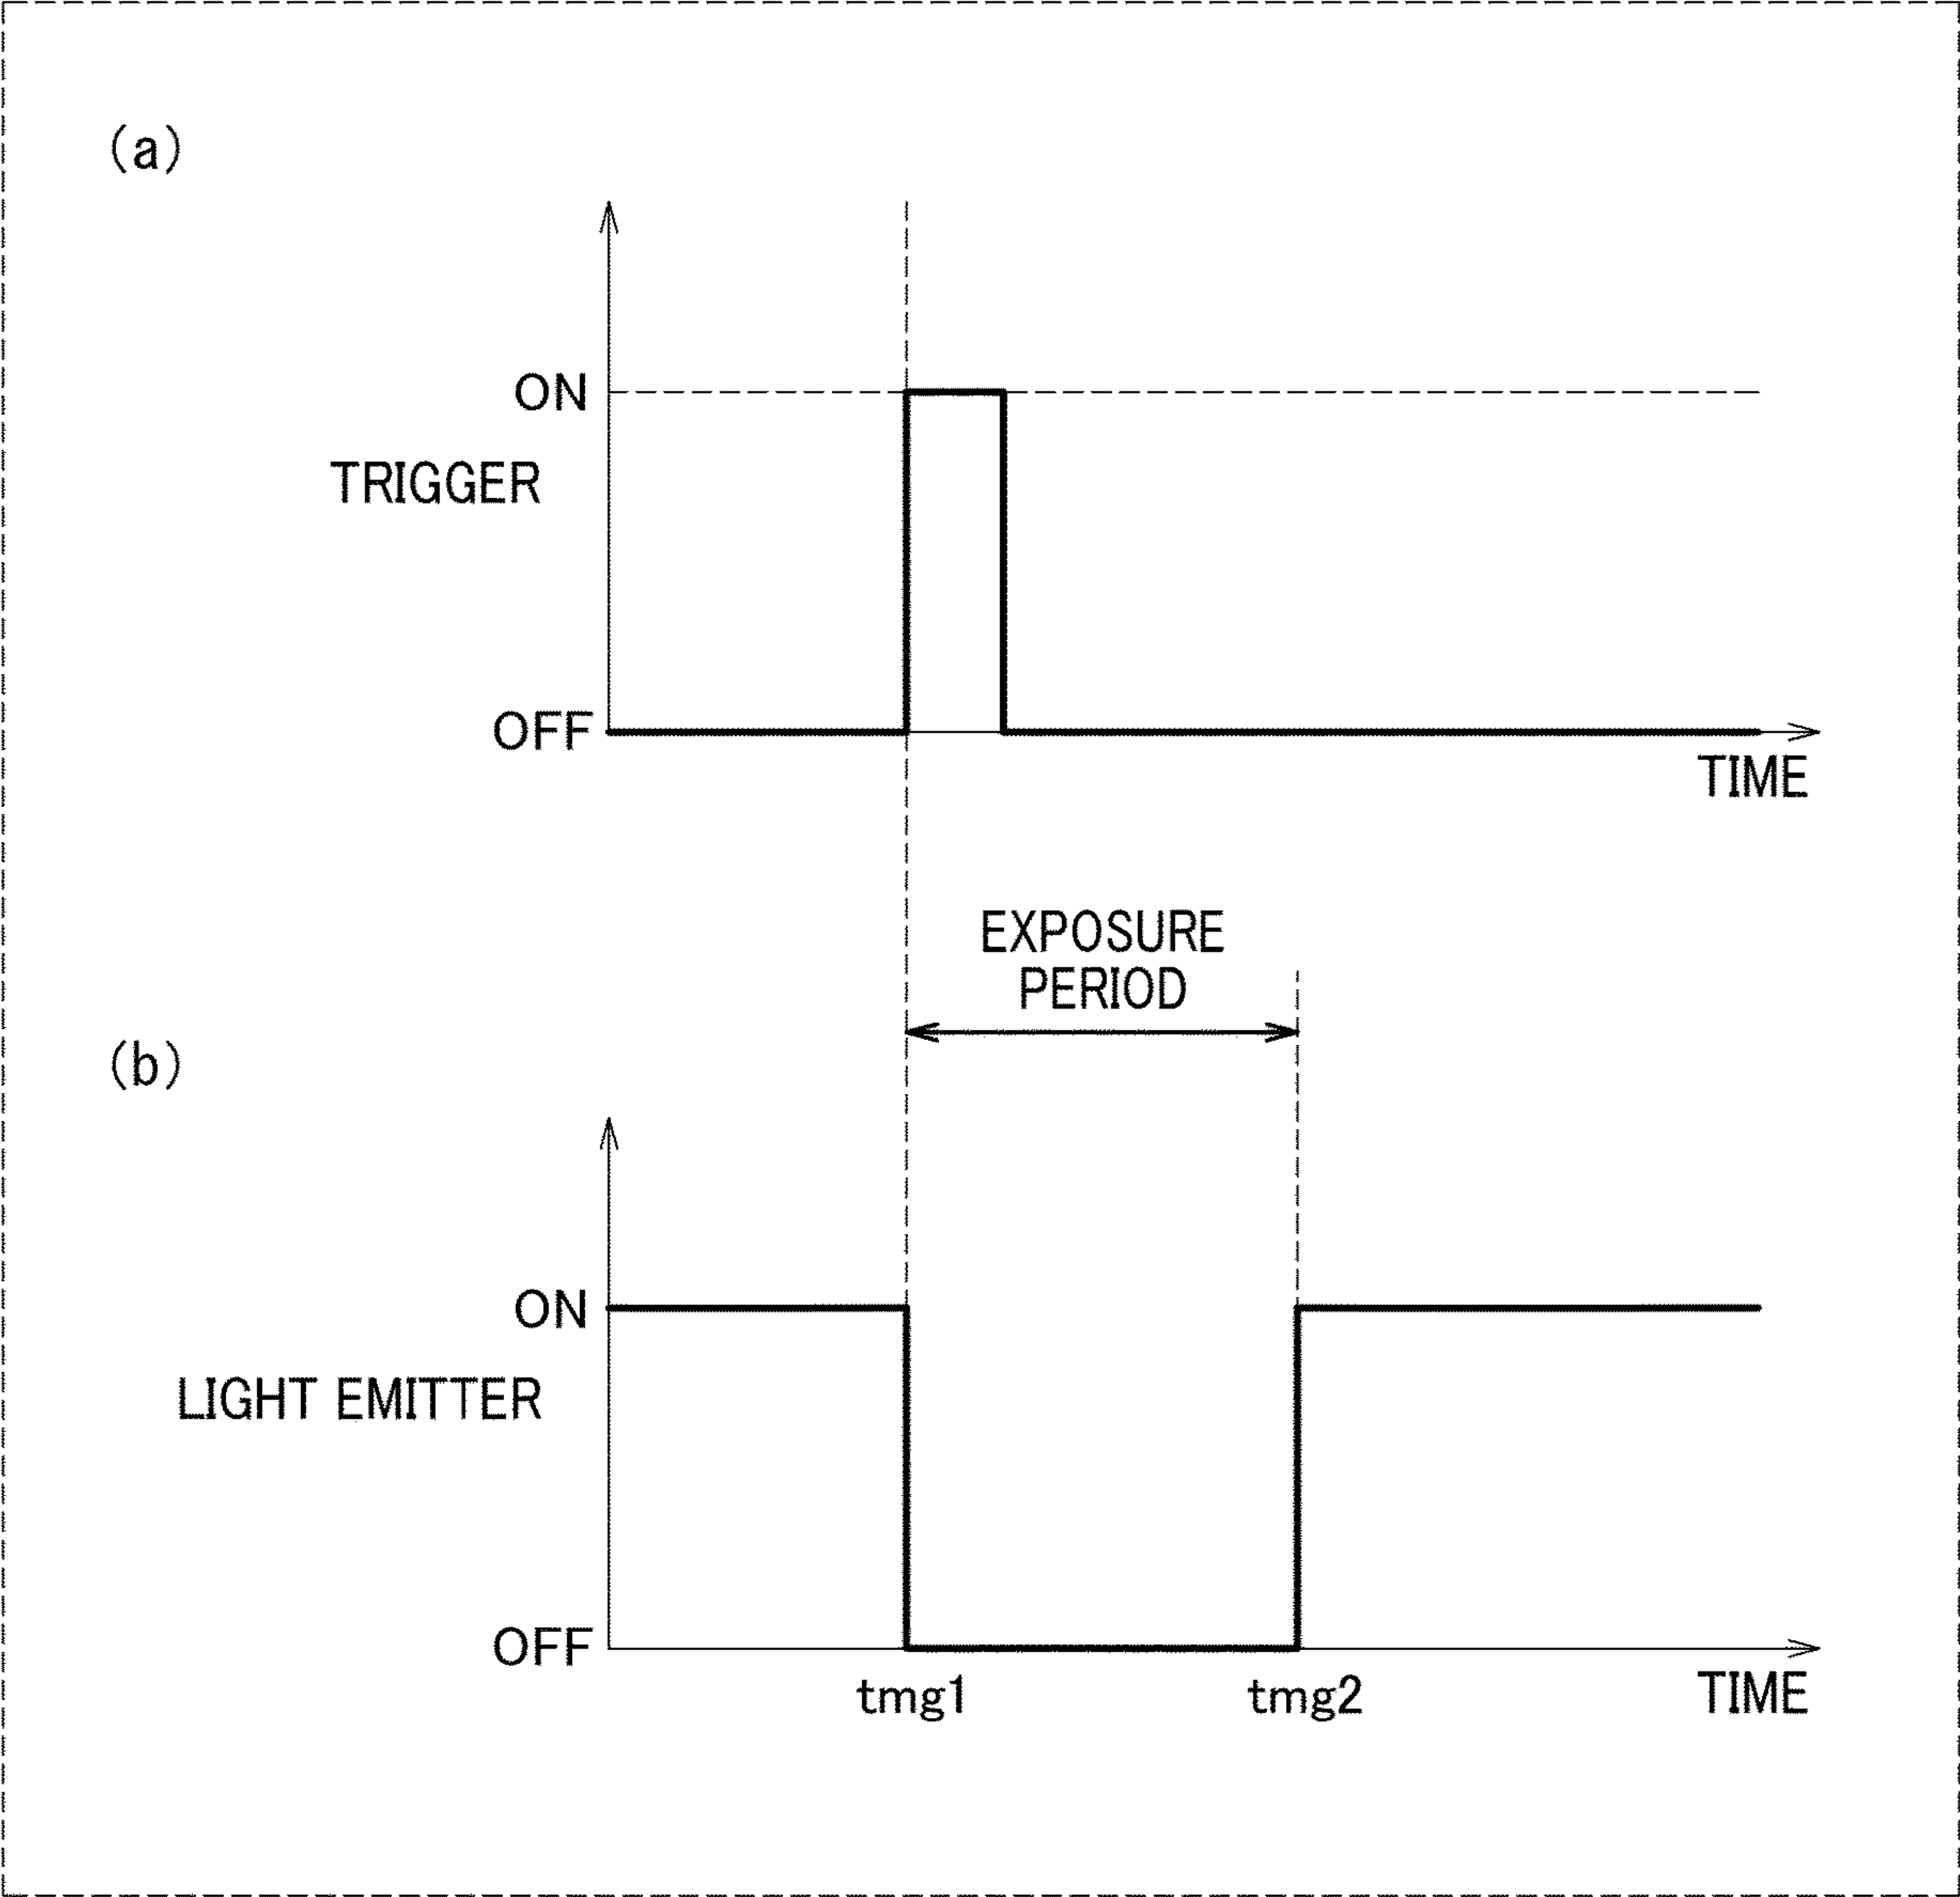 (a)
ON
TRIGGER
OFF
TIME
EXPOSURE
PERIOD
(b)
ON
LIGHT EMITTER
OFF
tmg1
tmg2
TIME